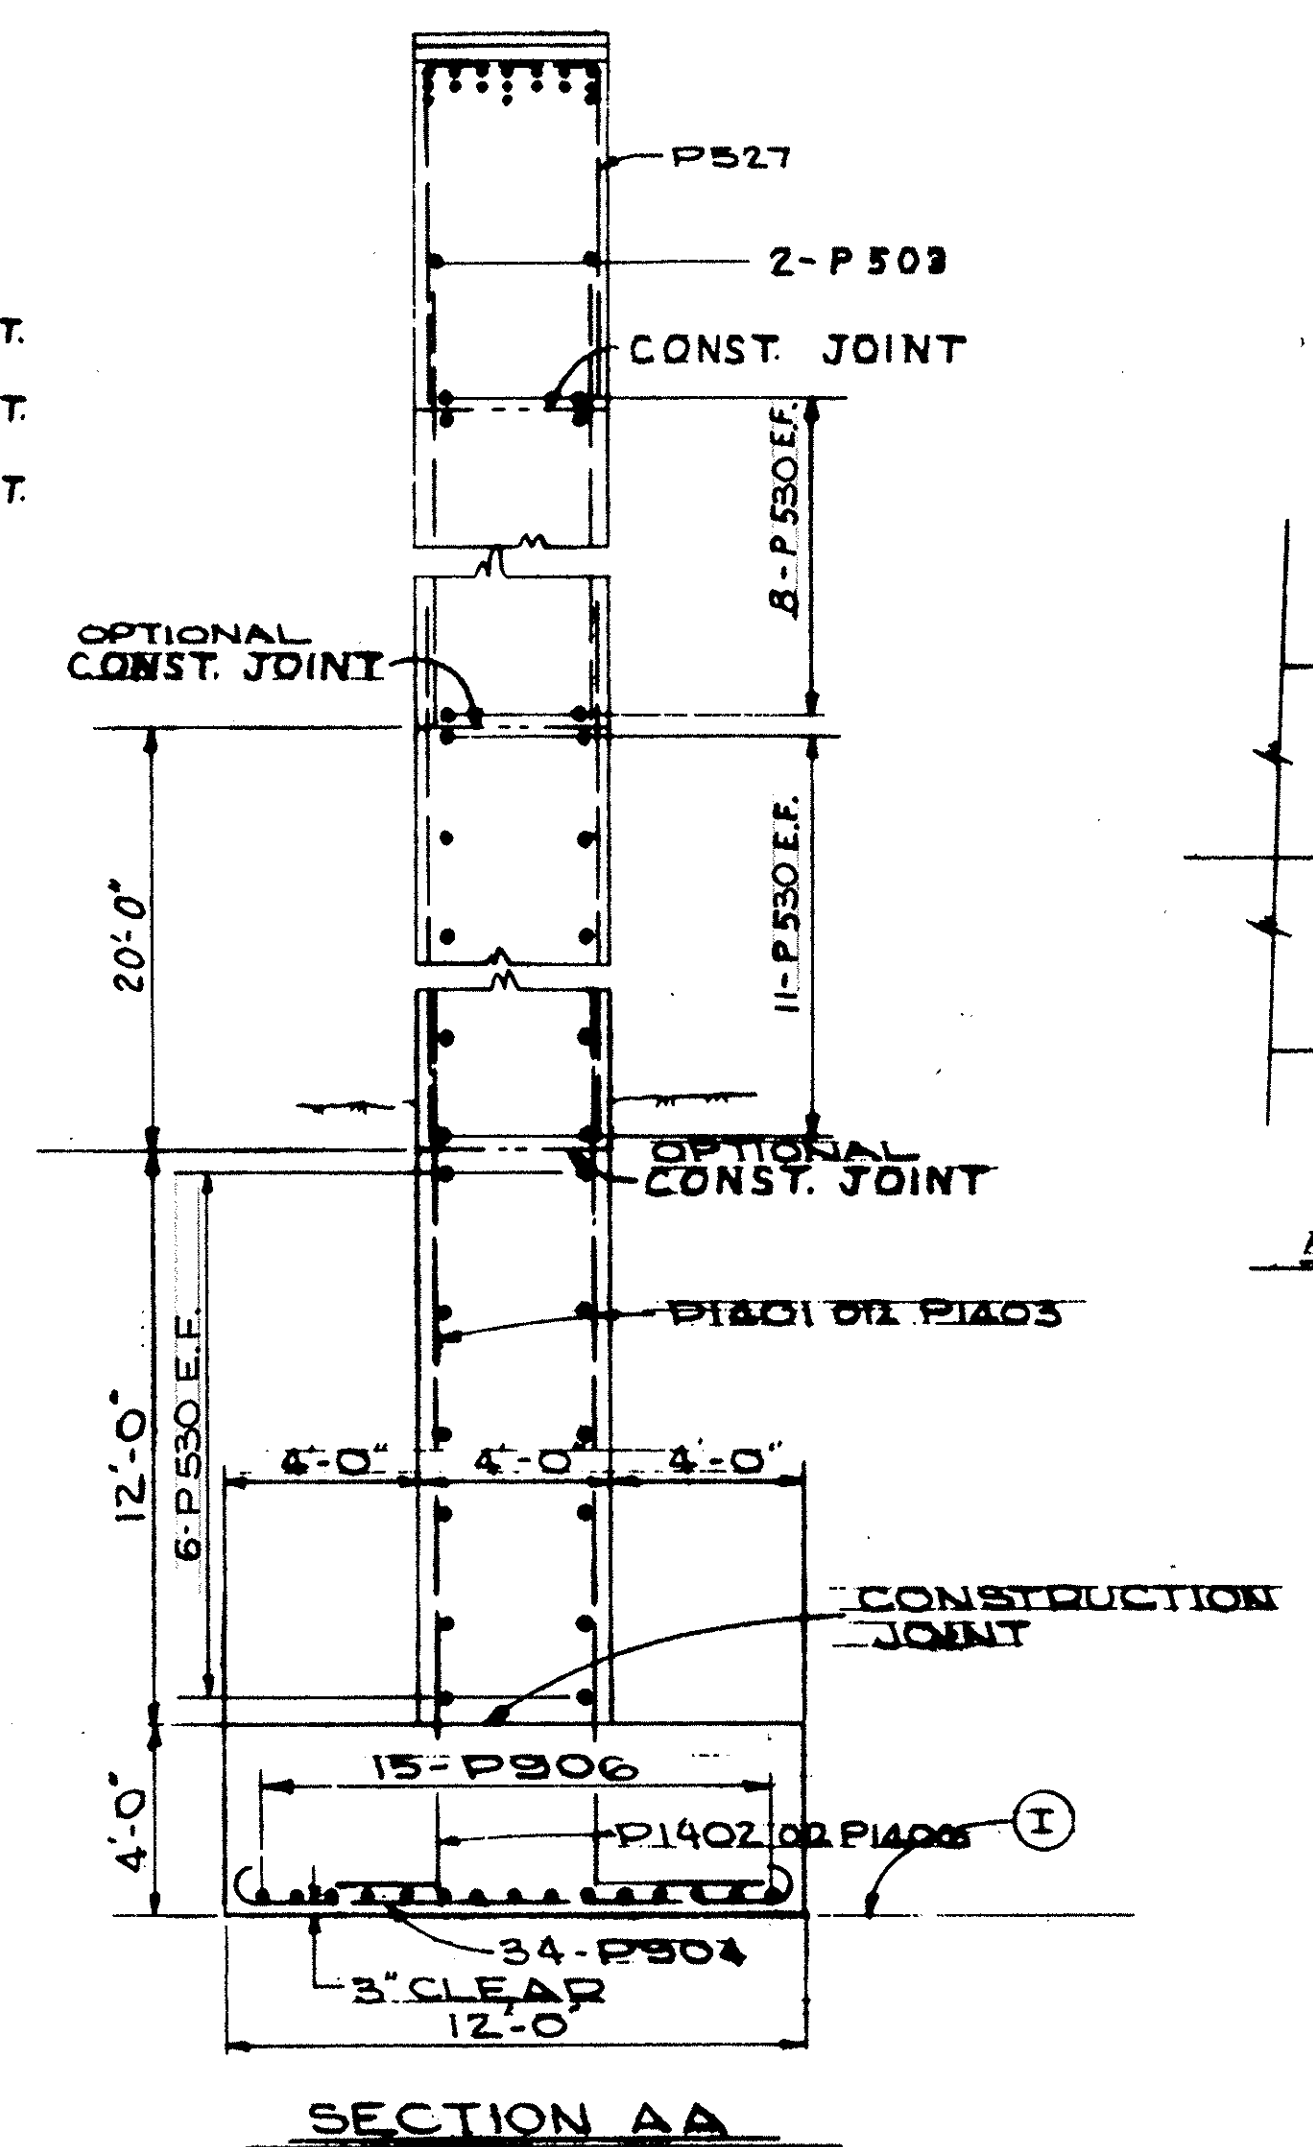 P527
2-P503
T.
CONST. JOINT
T.
8-P530 E.F.
T.
OPTIONAL
CONST. JOINT
11-P530 E.F.
20'-0"
OPTIONAL
CONST. JOINT
P1401 OR P1403
6-P530 E.F.
12'-0"
4'-0" 4'-0" 4'-0"
CONSTRUCTION
JOINT
15-P906
4'-0"
P1402 OR
I
34-P904
3" CLEAR
12'-0"
SECTION AA